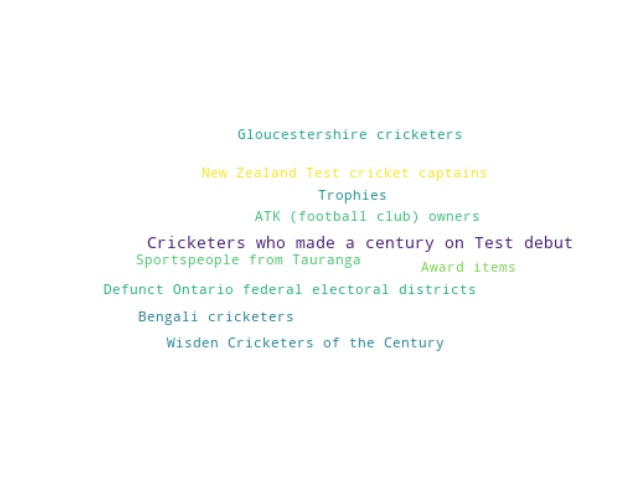 Gloucestershire cricketers
New Zealand Test cricket captains
Trophies
ATK (football club) owners
Cricketers who made a century on Test debut
Sportspeople from Tauranga
Award items
Defunct Ontario federal electoral districts
Bengali cricketers
Wisden Cricketers of the Century